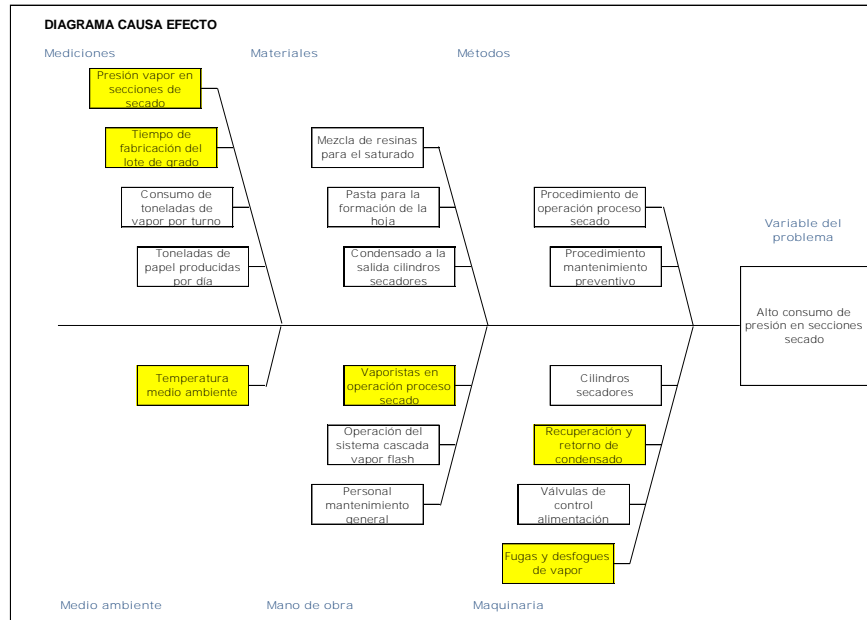 DIAGRAMA CAUSA EFECTO
Mediciones
Materiales
Métodos
Presión vapor en
secciones de
secado
Tiempo de
fabricación del
lote de grado
Consumo de
toneladas de
vapor por turno
Toneladas de
papel producidas
por día
Mezcla de resinas
para el saturado
Pasta para la
formación de la
hoja
Condensado a la
salida cilindros
secadores
Procedimiento de
operación proceso
secado
Procedimiento
mantenimiento
preventivo
Variable del
problema
Alto consumo de
presión en secciones
secado
Temperatura
medio ambiente
Vaporistas en
operación proceso
secado
Operación del
sistema cascada
vapor flash
Personal
mantenimiento
general
Cilindros
secadores
Recuperación y
retorno de
condensado
Válvulas de
control
alimentación
Fugas y desfogues
de vapor
Medio ambiente
Mano de obra
Maquinaria